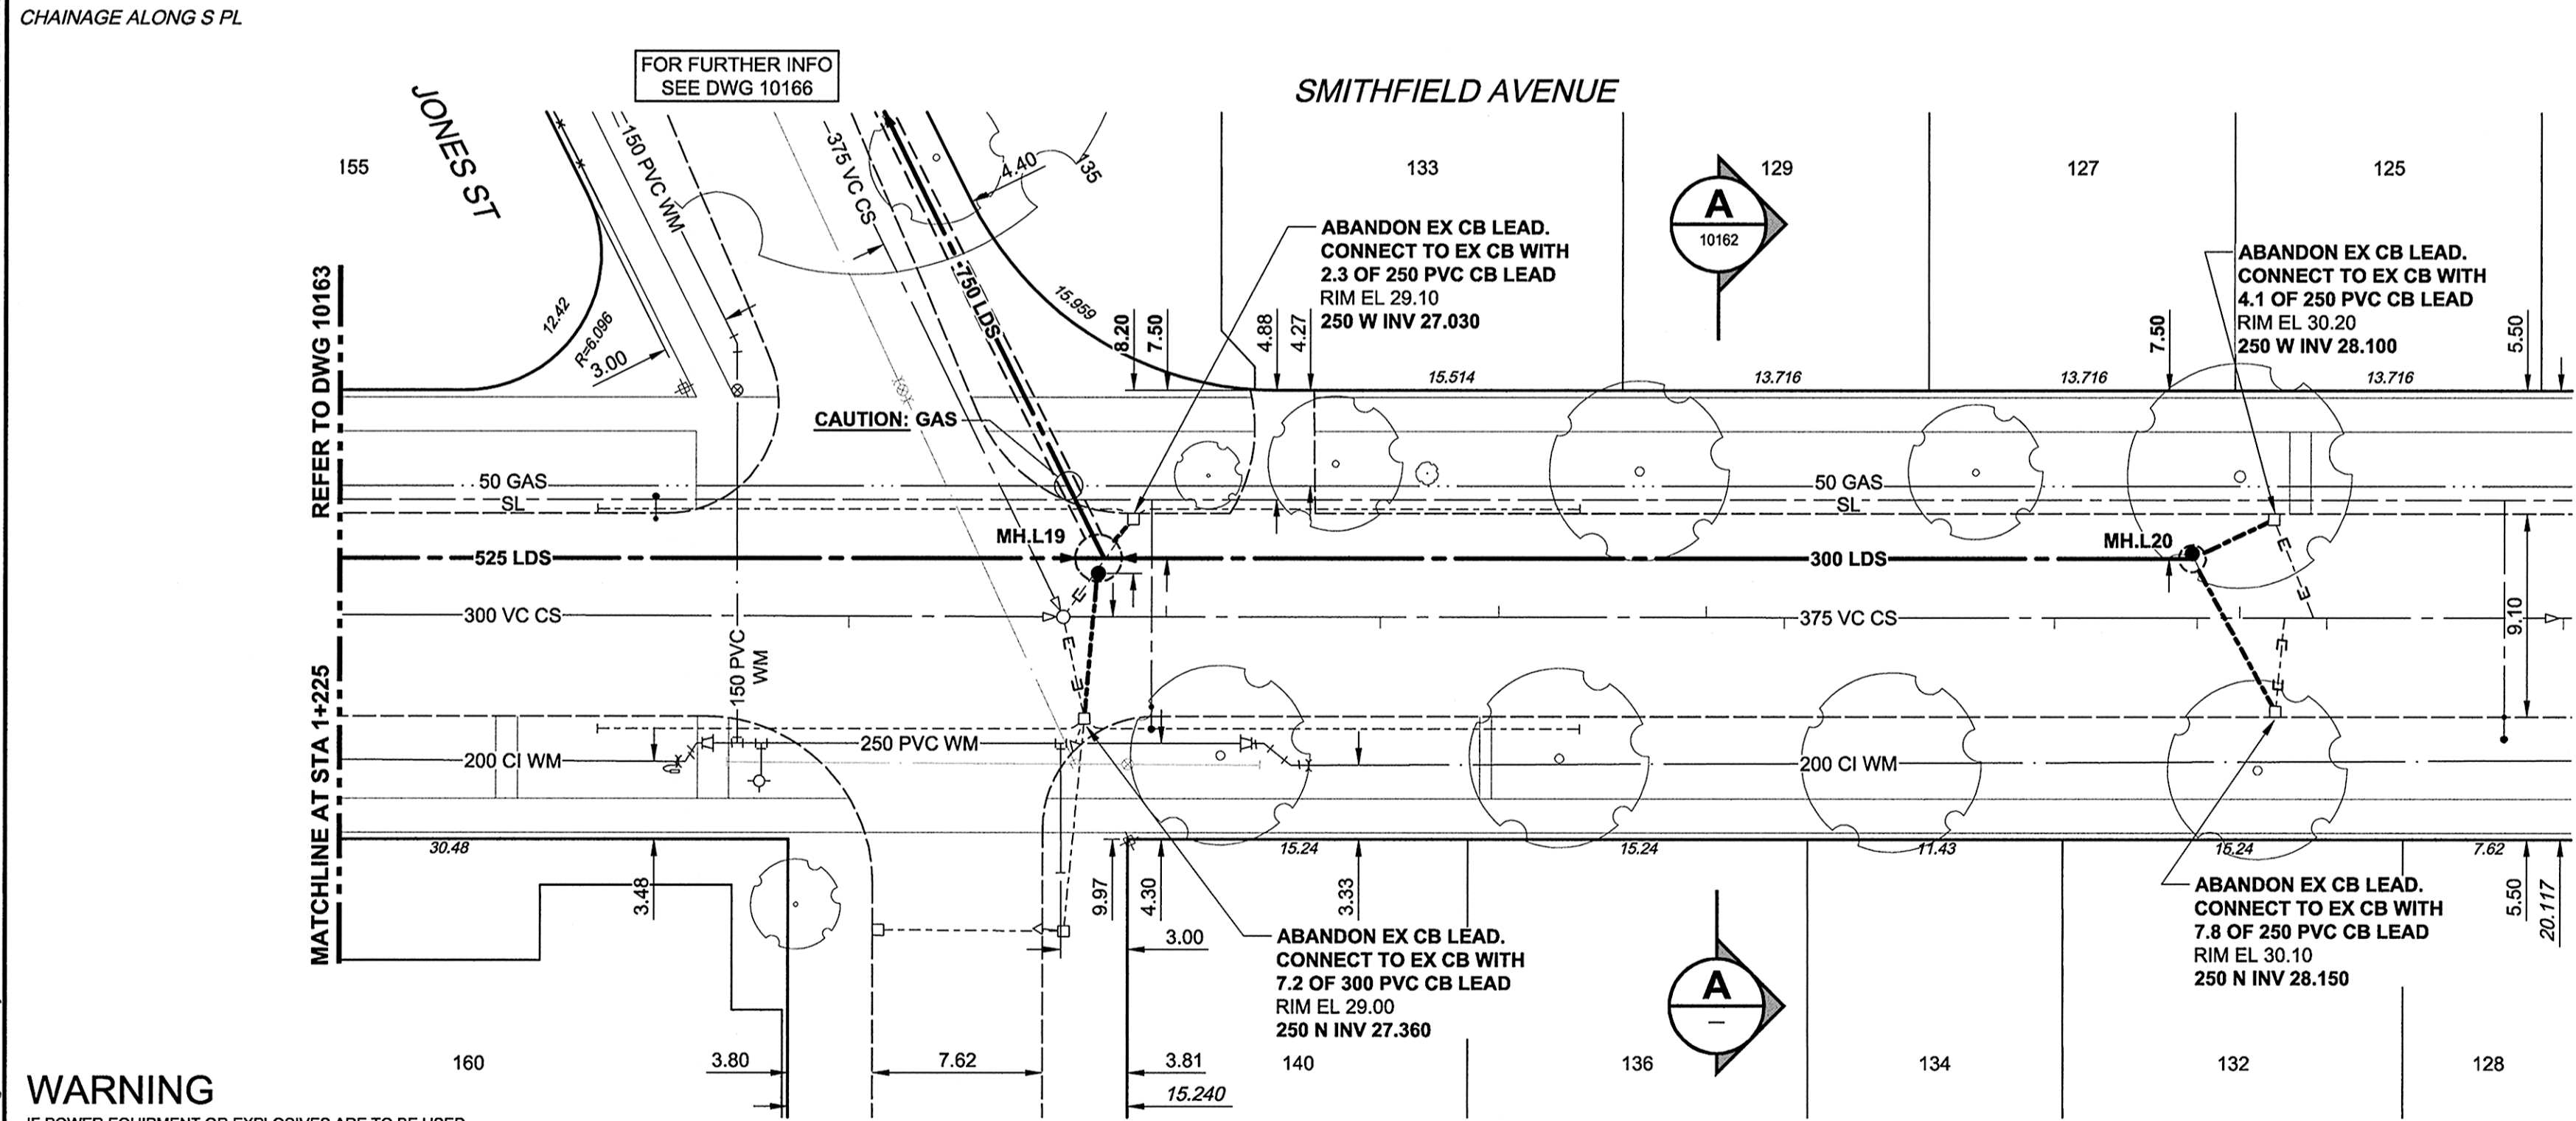 CHAINAGE ALONG S PL
FOR FURTHER INFO
SEE DWG 10166
SMITHFIELD AVENUE
JONES ST
155
150 PVC WM
375 VC CS
4.40
135
133
129
127
125
A
10162
ABANDON EX CB LEAD.
CONNECT TO EX CB WITH
2.3 OF 250 PVC CB LEAD
RIM EL 29.10
250 W INV 27.030
ABANDON EX CB LEAD.
CONNECT TO EX CB WITH
4.1 OF 250 PVC CB LEAD
RIM EL 30.20
250 W INV 28.100
REFER TO DWG 10163
12.42
R=6.096
3.00
750 LDS
15.959
8.20
7.50
4.88
4.27
15.514
13.716
13.716
7.50
13.716
5.50
CAUTION: GAS
50 GAS
SL
50 GAS
SL
MH.L19
MH.L20
525 LDS
300 LDS
300 VC CS
375 VC CS
9.10
150 PVC
WM
250 PVC WM
200 CI WM
200 CI WM
MATCHLINE AT STA 1+225
30.48
15.24
15.24
11.43
15.24
7.62
3.48
9.97
4.30
3.33
5.50
20.117
3.00
ABANDON EX CB LEAD.
CONNECT TO EX CB WITH
7.2 OF 300 PVC CB LEAD
RIM EL 29.00
250 N INV 27.360
ABANDON EX CB LEAD.
CONNECT TO EX CB WITH
7.8 OF 250 PVC CB LEAD
RIM EL 30.10
250 N INV 28.150
A
–
160
3.80
7.62
3.81
15.240
140
136
134
132
128
WARNING
IF POWER EQUIPMENT OR EXPLOSIVES ARE TO BE USED